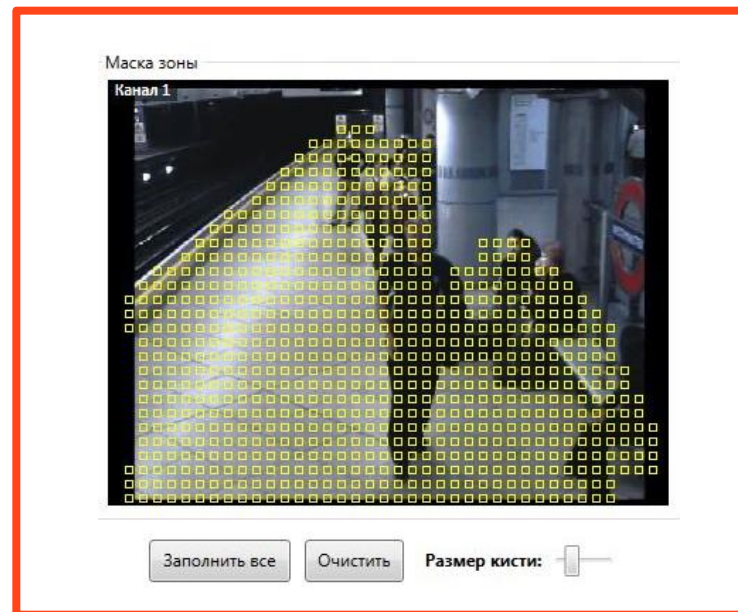 Маска зоны
Канал 1
Заполнить все
Очистить
Размер кисти: